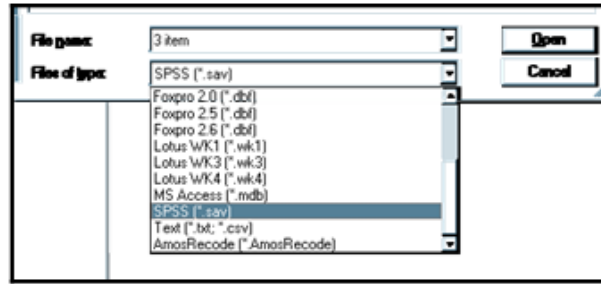 File name: 3 item Open
Files of type: SPSS (*.sav) Cancel
Foxpro 2.0 (*.dbf)
Foxpro 2.5 (*.dbf)
Foxpro 2.6 (*.dbf)
Lotus WK1 (*.wk1)
Lotus WK3 (*.wk3)
Lotus WK4 (*.wk4)
MS Access (*.mdb)
SPSS (*.sav)
Text (*.txt; *.csv)
AmosRecode (*.AmosRecode)